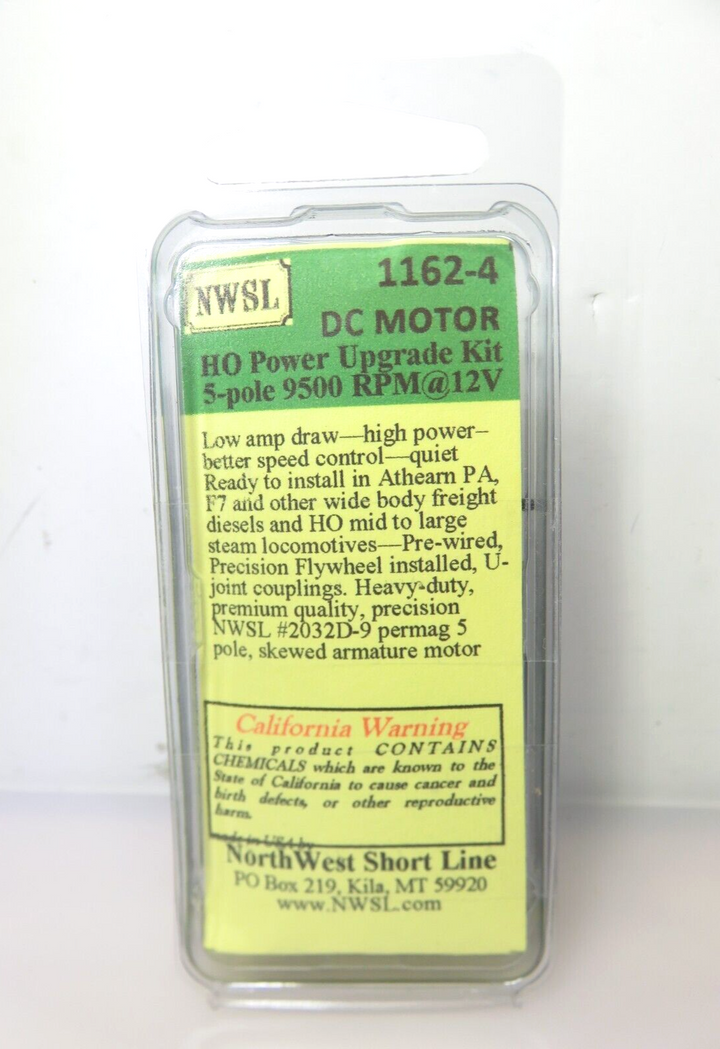 NWSL
1162-4
DC MOTOR
HO Power Upgrade Kit
5-pole 9500 RPM@12V
Low amp draw—high power–
better speed control—quiet
Ready to install in Athearn PA,
F7 and other wide body freight
diesels and HO mid to large
steam locomotives—Pre-wired,
Precision Flywheel installed, U-
joint couplings. Heavy-duty,
premium quality, precision
NWSL #2032D-9 permag 5
pole, skewed armature motor
California Warning
This product CONTAINS
CHEMICALS which are known to the
State of California to cause cancer and
birth defects, or other reproductive
harm.
made in USA by
NorthWest Short Line
PO Box 219, Kila, MT 59920
www.NWSL.com